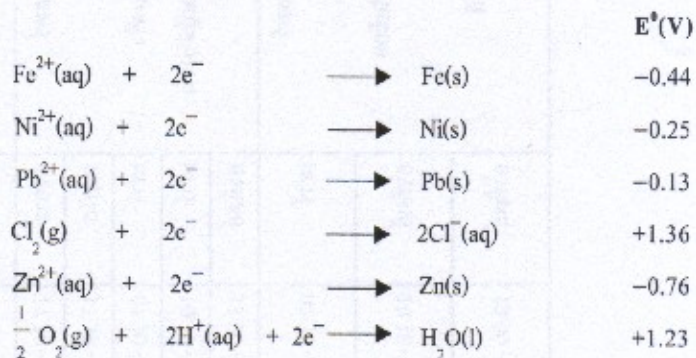 E⁰(V)
Fe²⁺(aq) + 2e⁻ ⟶ Fe(s) −0.44
Ni²⁺(aq) + 2e⁻ ⟶ Ni(s) −0.25
Pb²⁺(aq) + 2e⁻ ⟶ Pb(s) −0.13
Cl₂(g) + 2e⁻ ⟶ 2Cl⁻(aq) +1.36
Zn²⁺(aq) + 2e⁻ ⟶ Zn(s) −0.76
1/2 O₂(g) + 2H⁺(aq) + 2e⁻ ⟶ H₂O(l) +1.23